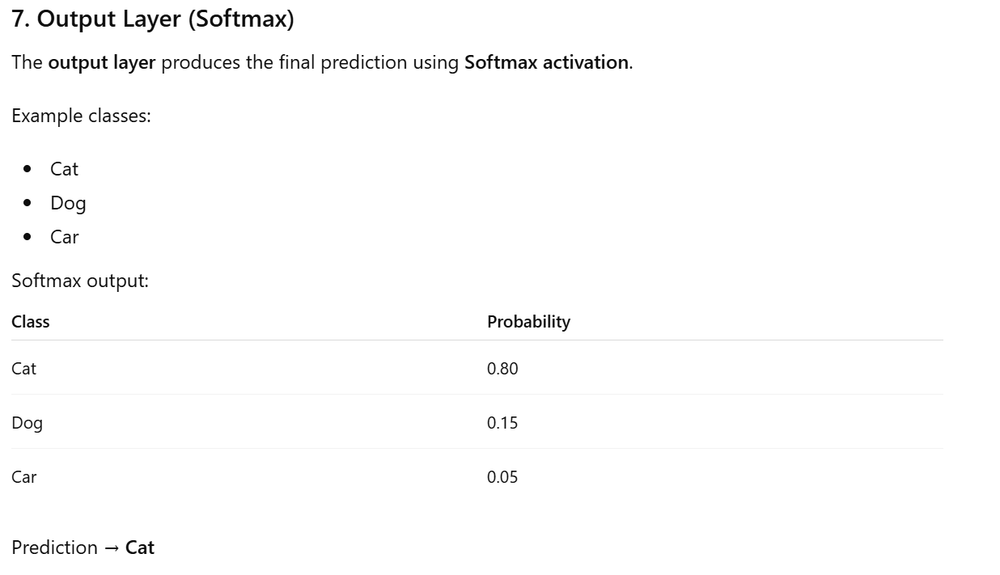 7. Output Layer (Softmax)
The output layer produces the final prediction using Softmax activation.
Example classes:
• Cat
• Dog
• Car
Softmax output:
Class Probability
Cat 0.80
Dog 0.15
Car 0.05
Prediction → Cat